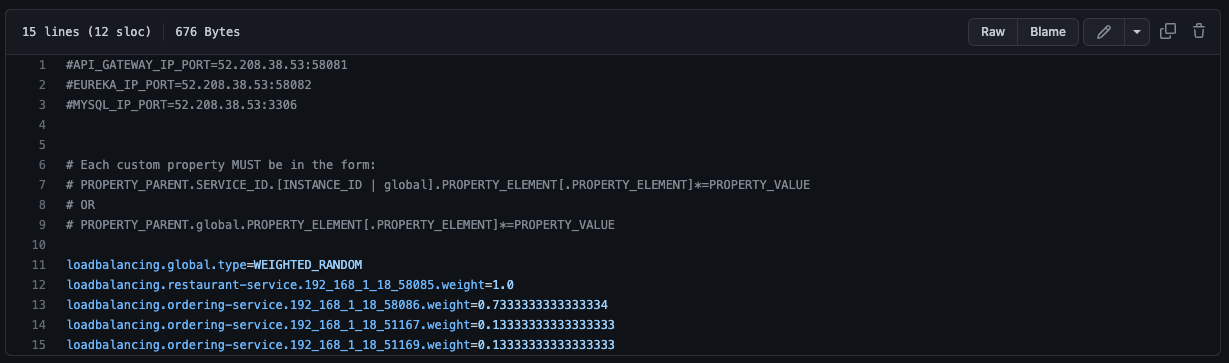 15 lines (12 sloc) 676 Bytes Raw Blame
1 #API_GATEWAY_IP_PORT=52.208.38.53:58081
2 #EUREKA_IP_PORT=52.208.38.53:58082
3 #MYSQL_IP_PORT=52.208.38.53:3306
4
5
6 # Each custom property MUST be in the form:
7 # PROPERTY_PARENT.SERVICE_ID.[INSTANCE_ID | global].PROPERTY_ELEMENT[.PROPERTY_ELEMENT]*=PROPERTY_VALUE
8 # OR
9 # PROPERTY_PARENT.global.PROPERTY_ELEMENT[.PROPERTY_ELEMENT]*=PROPERTY_VALUE
10
11 loadbalancing.global.type=WEIGHTED_RANDOM
12 loadbalancing.restaurant-service.192_168_1_18_58085.weight=1.0
13 loadbalancing.ordering-service.192_168_1_18_58086.weight=0.7333333333333334
14 loadbalancing.ordering-service.192_168_1_18_51167.weight=0.13333333333333333
15 loadbalancing.ordering-service.192_168_1_18_51169.weight=0.13333333333333333